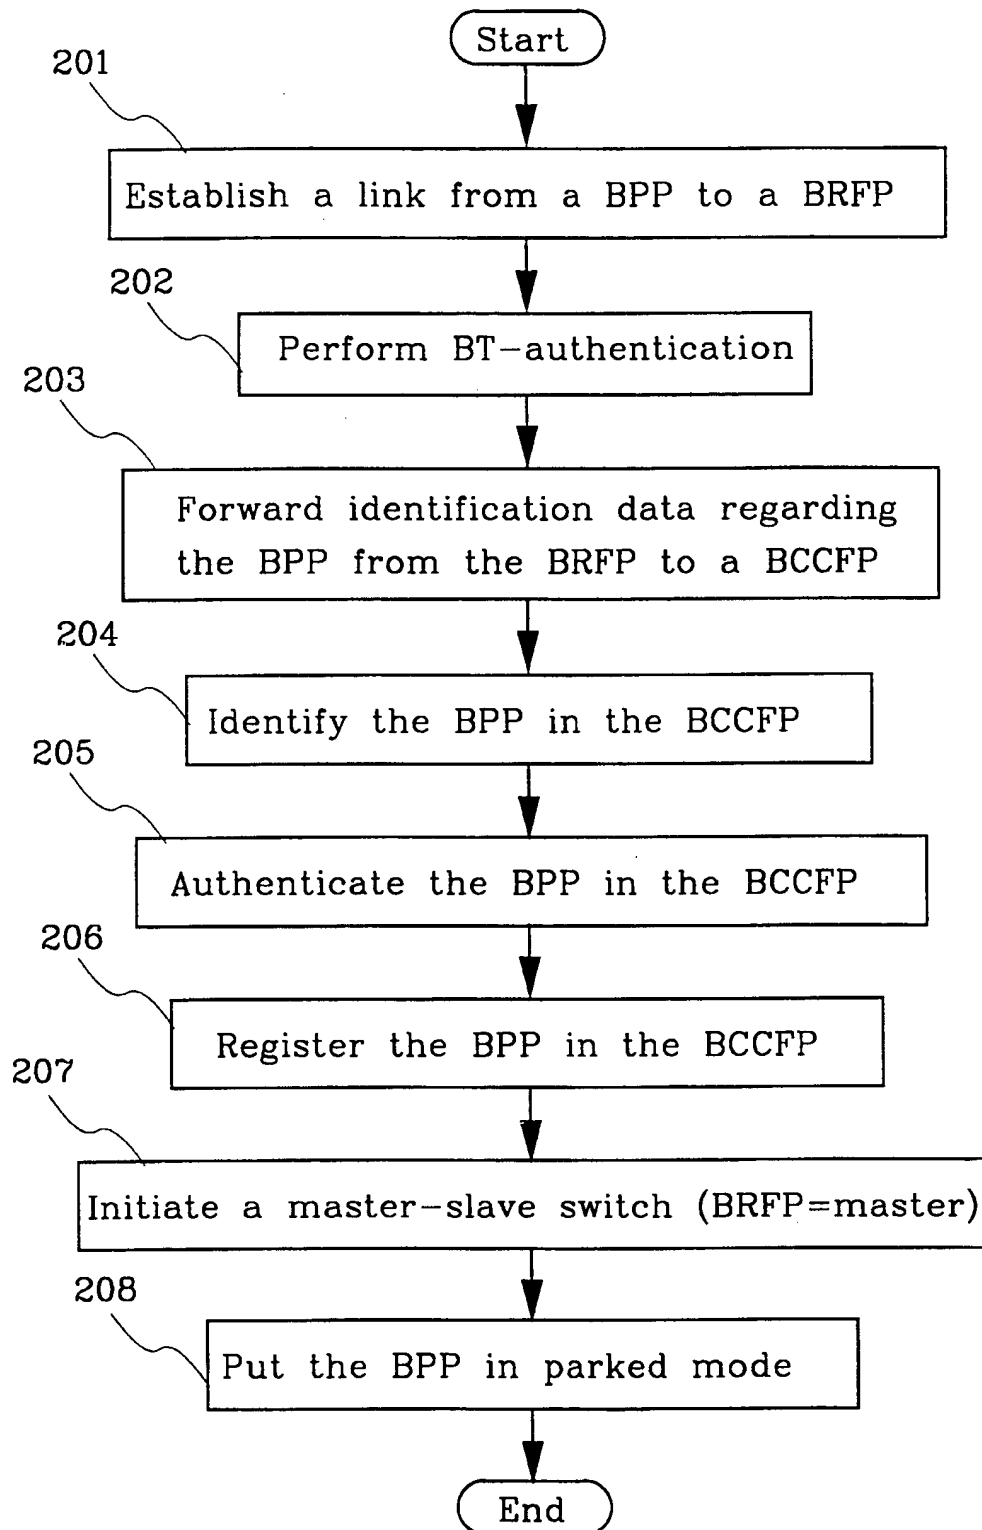 Start
201
Establish a link from a BPP to a BRFP
202
Perform BT-authentication
203
Forward identification data regarding
the BPP from the BRFP to a BCCFP
204
Identify the BPP in the BCCFP
205
Authenticate the BPP in the BCCFP
206
Register the BPP in the BCCFP
207
Initiate a master-slave switch (BRFP=master)
208
Put the BPP in parked mode
End